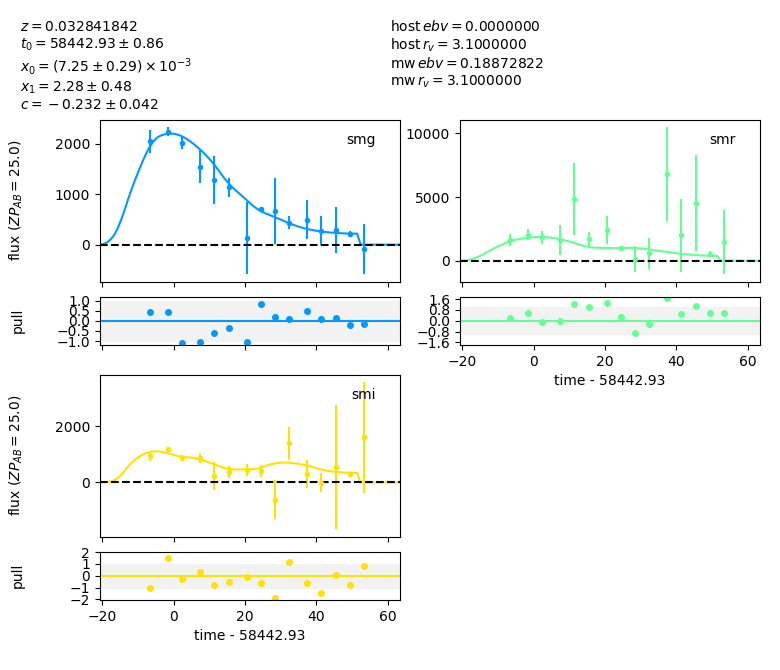 z = 0.032841842
t₀ = 58442.93 ± 0.86
x₀ = (7.25 ± 0.29) × 10⁻³
x₁ = 2.28 ± 0.48
c = −0.232 ± 0.042
host ebv = 0.0000000
host r_v = 3.1000000
mw ebv = 0.18872822
mw r_v = 3.1000000
flux (ZP_AB = 25.0)
2000
1000
0
smg
10000
5000
0
smr
pull
1.0
0.5
0.0
−0.5
−1.0
1.6
0.8
0.0
−0.8
−1.6
−20 0 20 40 60
time - 58442.93
flux (ZP_AB = 25.0)
2000
0
smi
pull
2
1
0
−1
−2
−20 0 20 40 60
time - 58442.93